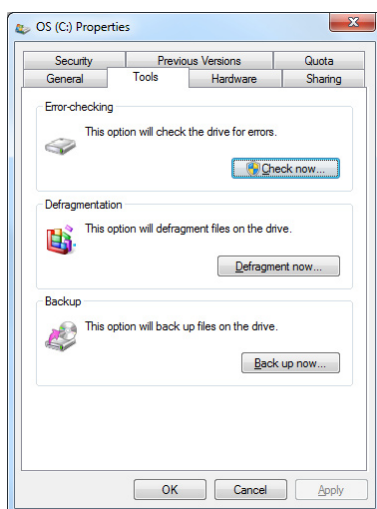 OS (C:) Properties
Security Previous Versions Quota
General Tools Hardware Sharing
Error-checking
This option will check the drive for errors.
Check now...
Defragmentation
This option will defragment files on the drive.
Defragment now...
Backup
This option will back up files on the drive.
Back up now...
OK Cancel Apply